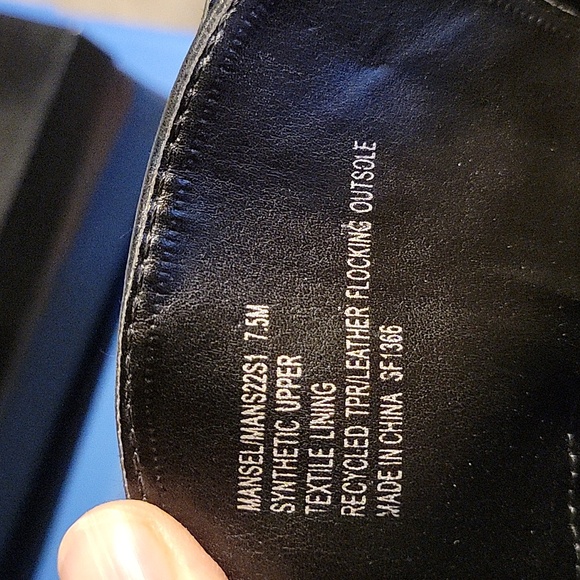 MANSEL/MANS22S1 7.5M
SYNTHETIC UPPER
TEXTILE LINING
RECYCLED TPR/LEATHER FLOCKING OUTSOLE
MADE IN CHINA SF1366